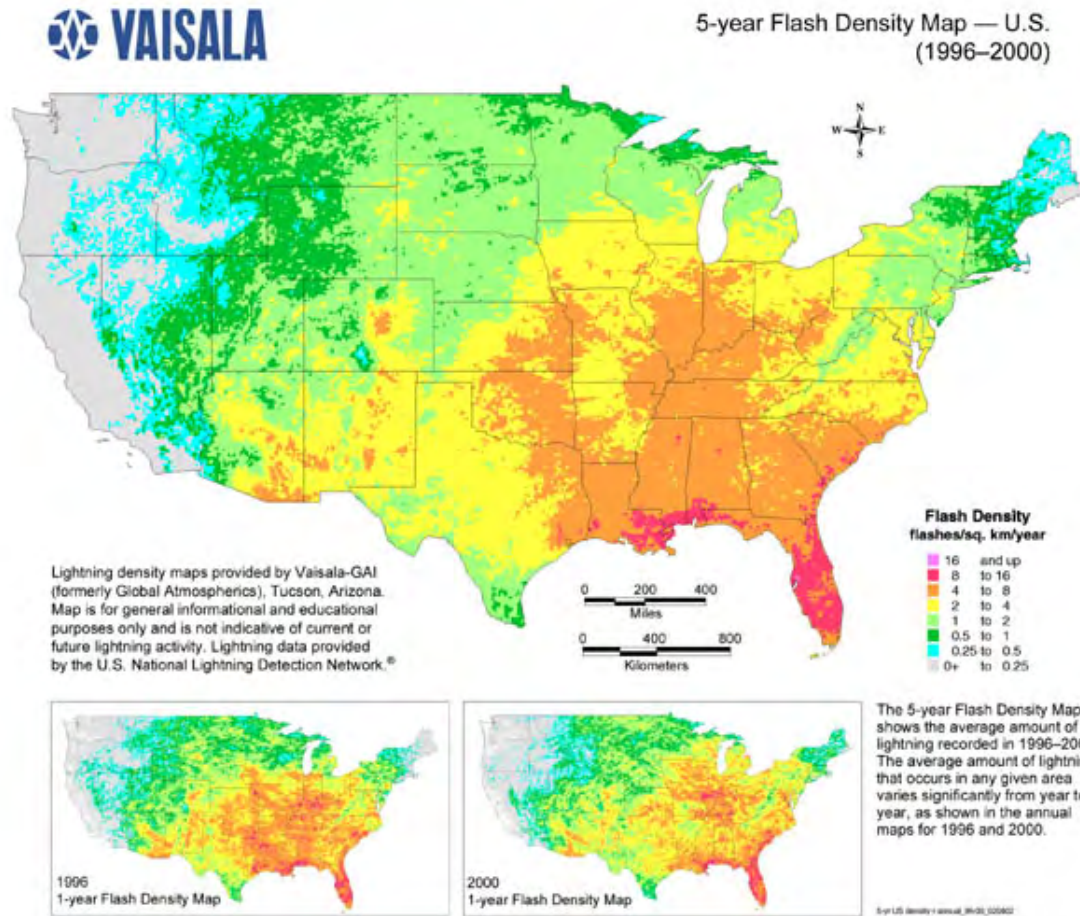 VAISALA
5-year Flash Density Map — U.S.
(1996–2000)
N
W E
S
Flash Density
flashes/sq. km/year
16 and up
8 to 16
4 to 8
2 to 4
1 to 2
0.5 to 1
0.25 to 0.5
0+ to 0.25
Lightning density maps provided by Vaisala-GAI
(formerly Global Atmospherics), Tucson, Arizona.
Map is for general informational and educational
purposes only and is not indicative of current or
future lightning activity. Lightning data provided
by the U.S. National Lightning Detection Network.®
0 200 400
Miles
0 400 800
Kilometers
1996
1-year Flash Density Map
2000
1-year Flash Density Map
The 5-year Flash Density Map
shows the average amount of
lightning recorded in 1996–20
The average amount of lightnin
that occurs in any given area
varies significantly from year to
year, as shown in the annual
maps for 1996 and 2000.